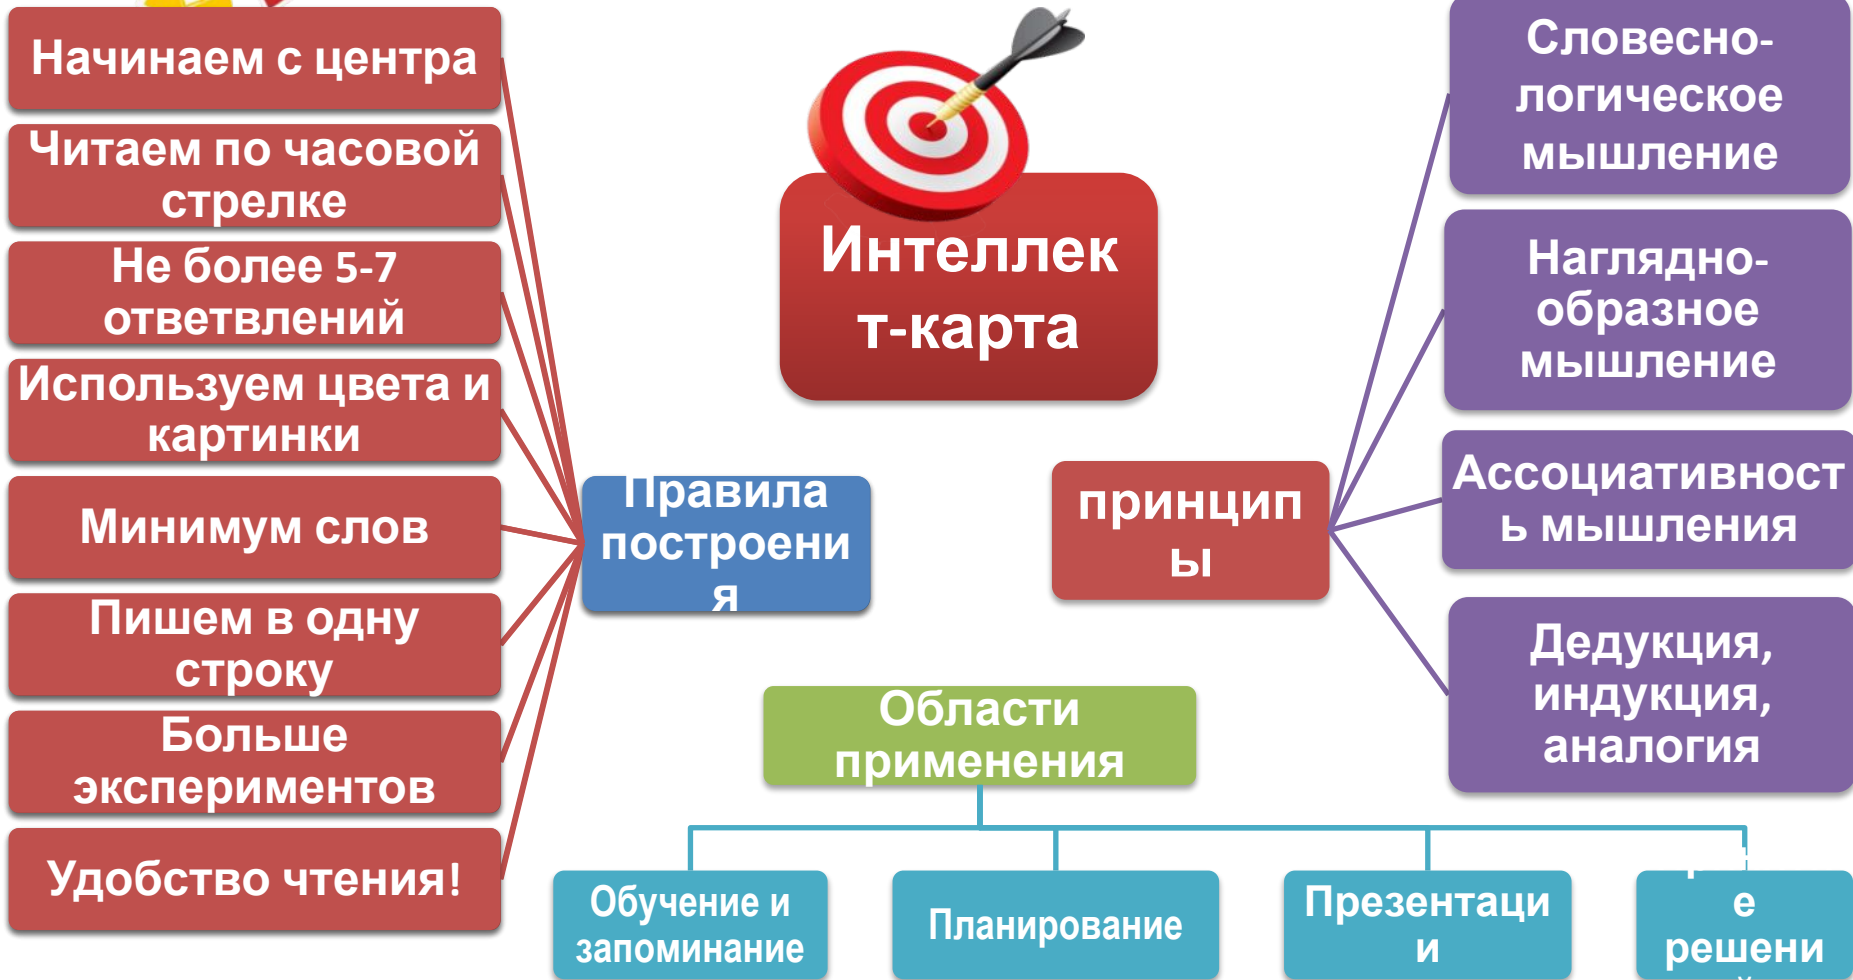 Начинаем с центра
Читаем по часовой
стрелке
Не более 5-7
ответвлений
Используем цвета и
картинки
Минимум слов
Пишем в одну
строку
Больше
экспериментов
Удобство чтения!
Интеллек
т-карта
Правила
построени
я
принцип
ы
Словесно-
логическое
мышление
Наглядно-
образное
мышление
Ассоциативност
ь мышления
Дедукция,
индукция,
аналогия
Области
применения
Обучение и
запоминание
Планирование
Презентаци
и
е
решени